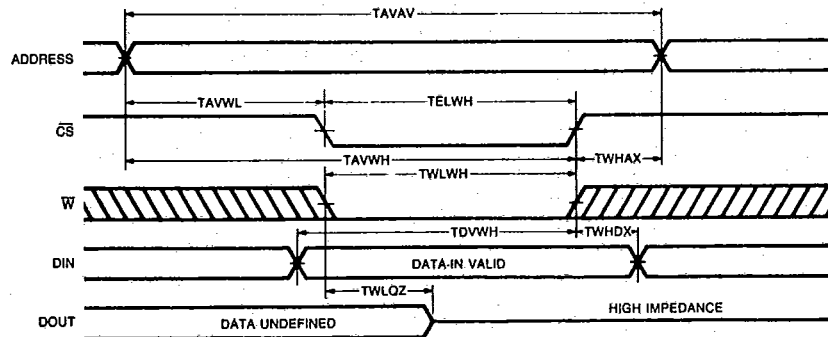 TAVAV
ADDRESS
TAVWL
TELWH
CS
TAVWH
TWHAX
TWLWH
W
TDVWH
TWHDX
DIN
DATA-IN VALID
TWLQZ
HIGH IMPEDANCE
DOUT
DATA UNDEFINED